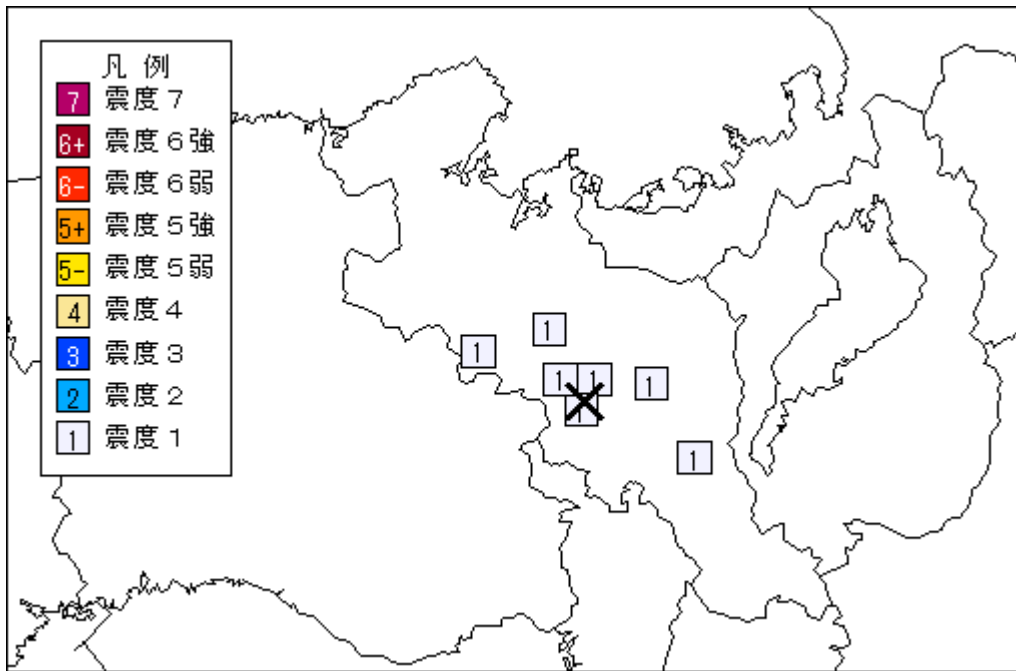 凡 例
7 震度７
6+ 震度６強
6- 震度６弱
5+ 震度５強
5- 震度５弱
4 震度４
3 震度３
2 震度２
1 震度１
1
1
1 1
1
1
1